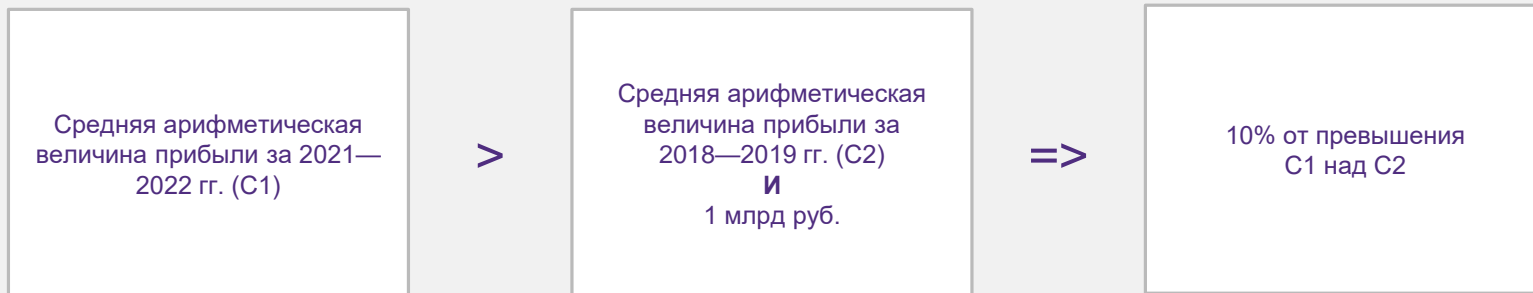 Средняя арифметическая
величина прибыли за 2021—
2022 гг. (С1)
>
Средняя арифметическая
величина прибыли за
2018—2019 гг. (С2)
И
1 млрд руб.
=>
10% от превышения
С1 над С2